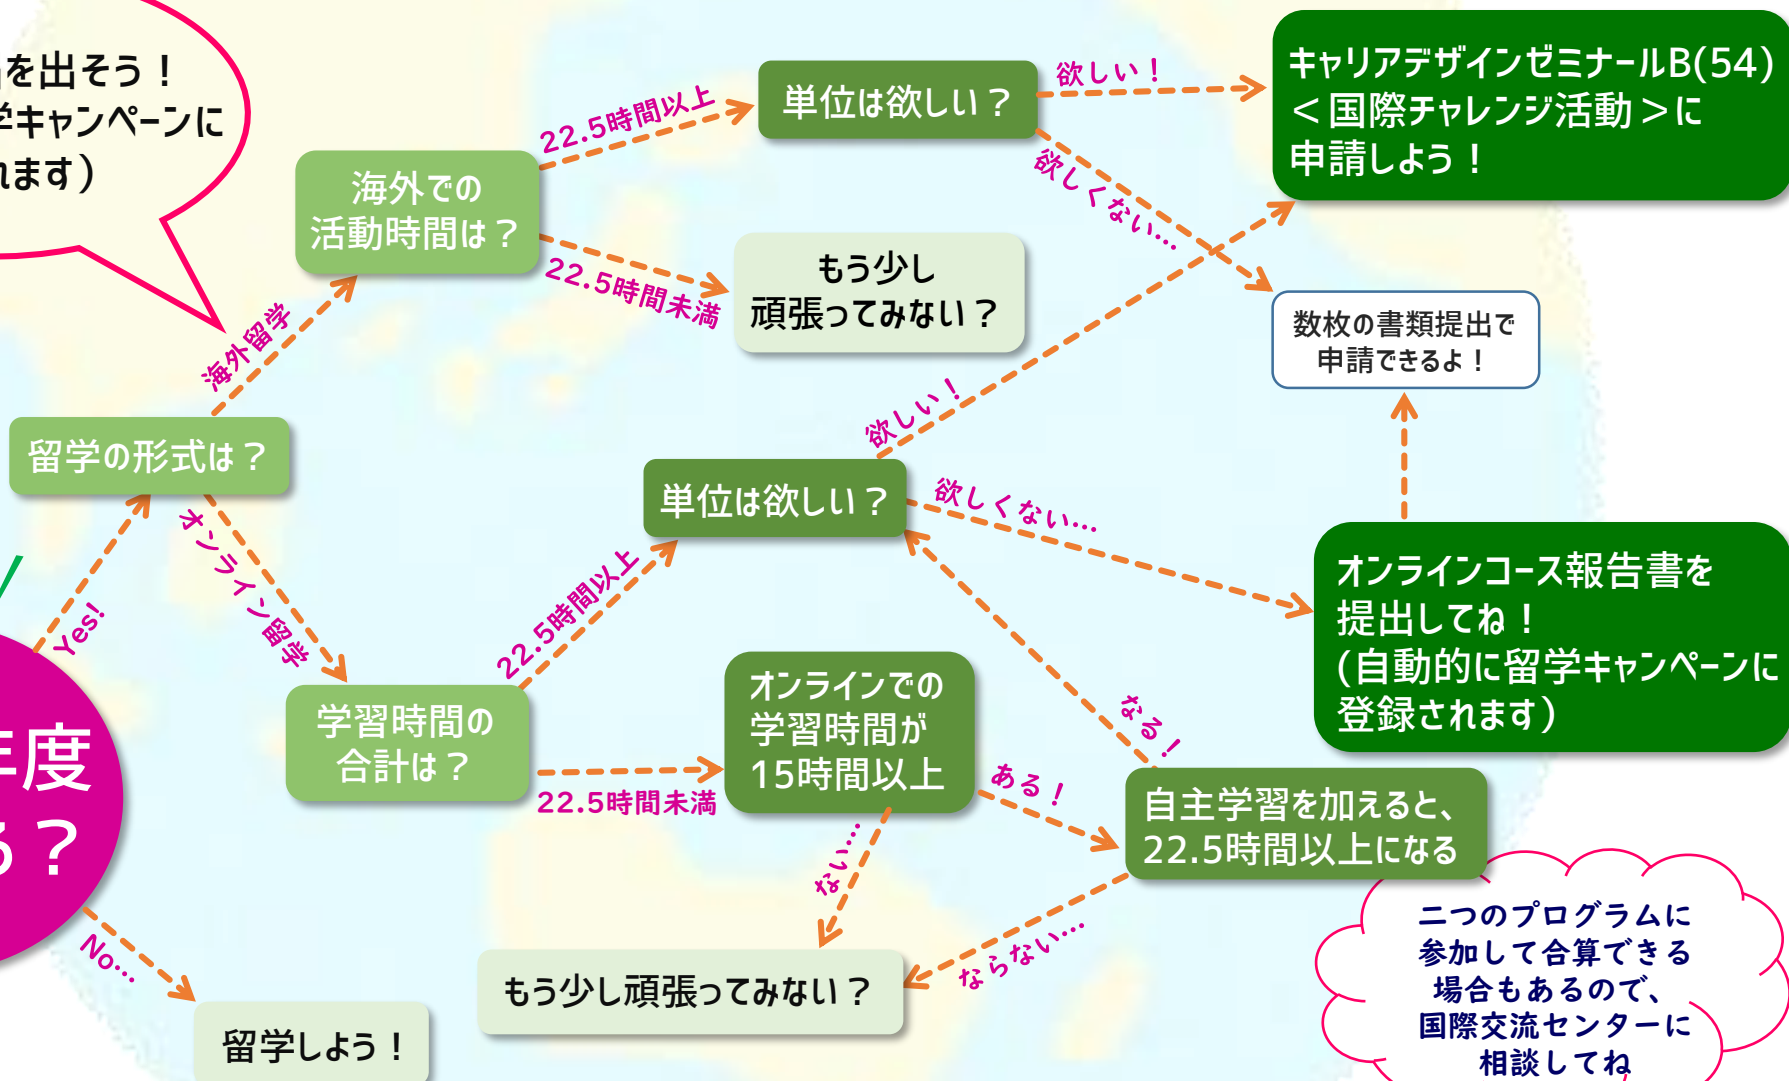 を出そう！
学キャンペーンに
れます）
単位は欲しい？
欲しい！
キャリアデザインゼミナールB(54)
＜国際チャレンジ活動＞に
申請しよう！
22.5時間以上
欲しくない…
海外での
活動時間は？
22.5時間未満
もう少し
頑張ってみない？
数枚の書類提出で
申請できるよ！
海外留学
欲しい！
留学の形式は？
単位は欲しい？
欲しくない…
オンライン留学
22.5時間以上
オンラインコース報告書を
提出してね！
(自動的に留学キャンペーンに
登録されます）
Yes!
学習時間の
合計は？
オンラインでの
学習時間が
15時間以上
なる！
年度
る？
22.5時間未満
ある！
自主学習を加えると、
22.5時間以上になる
ない…
ならない…
No…
もう少し頑張ってみない？
留学しよう！
二つのプログラムに
参加して合算できる
場合もあるので、
国際交流センターに
相談してね